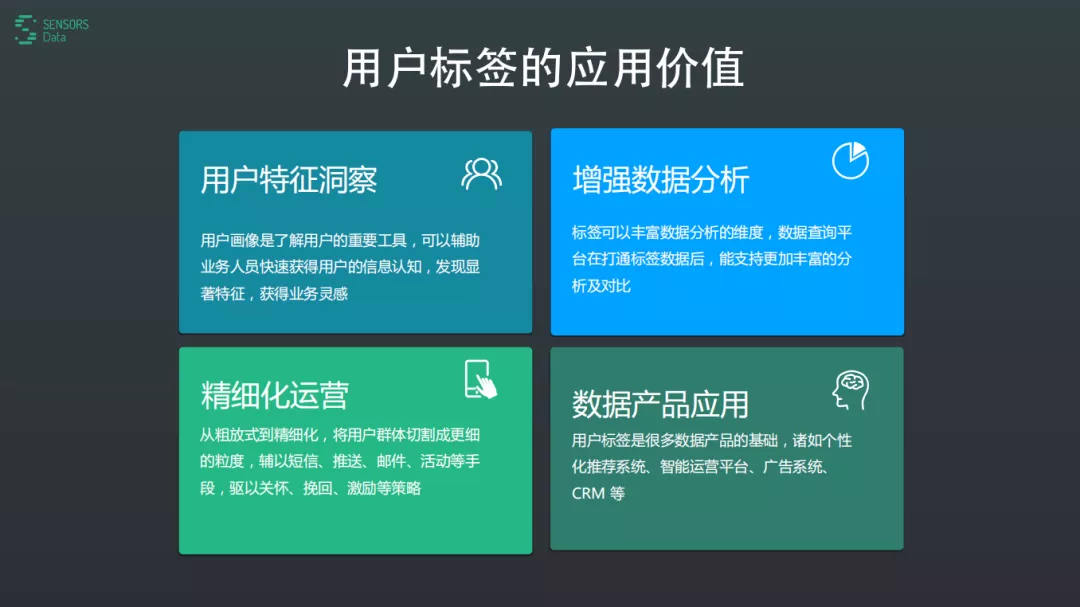 SENSORS
Data
用户标签的应用价值
用户特征洞察
用户画像是了解用户的重要工具，可以辅助
业务人员快速获得用户的信息认知，发现显
著特征，获得业务灵感
增强数据分析
标签可以丰富数据分析的维度，数据查询平
台在打通标签数据后，能支持更加丰富的分
析及对比
精细化运营
从粗放式到精细化，将用户群体切割成更细
的粒度，辅以短信、推送、邮件、活动等手
段，驱以关怀、挽回、激励等策略
数据产品应用
用户标签是很多数据产品的基础，诸如个性
化推荐系统、智能运营平台、广告系统、
CRM 等